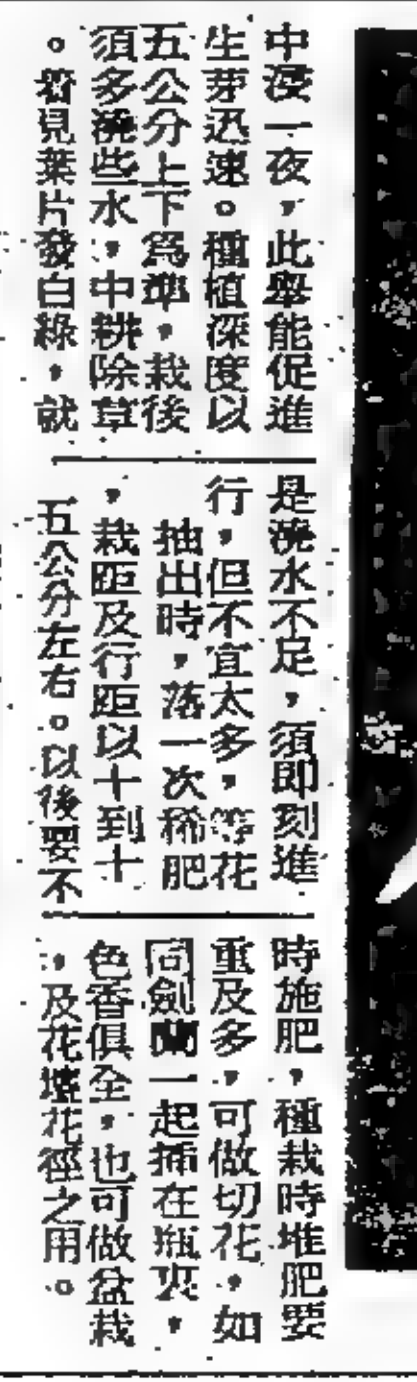 中浸一夜，此舉能促進
生芽迅速。種植深度以
五公分上下爲準，栽後
須多澆些水，中耕除草
。若見葉片發白綠，就
是澆水不足，須即刻進
行，但不宜太多，等花
抽出時，落一次稀肥
，栽距及行距以十到十
五公分左右。以後要不
時施肥，種栽時堆肥要
重及多，可做切花，如
同劍蘭一起插在瓶裏，
色香俱全，也可做盆栽
，及花壇花徑之用。